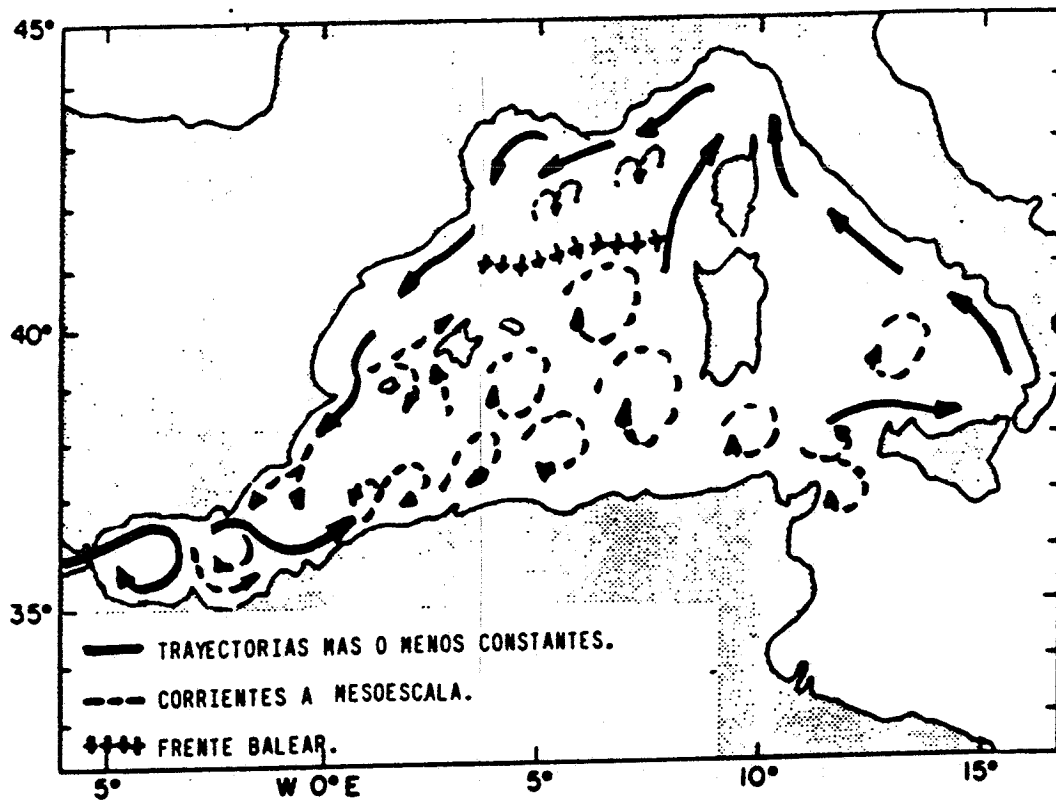 45°
40°
35°
TRAYECTORIAS MAS O MENOS CONSTANTES.
CORRIENTES A MESOESCALA.
FRENTE BALEAR.
5° W 0° E 5° 10° 15°